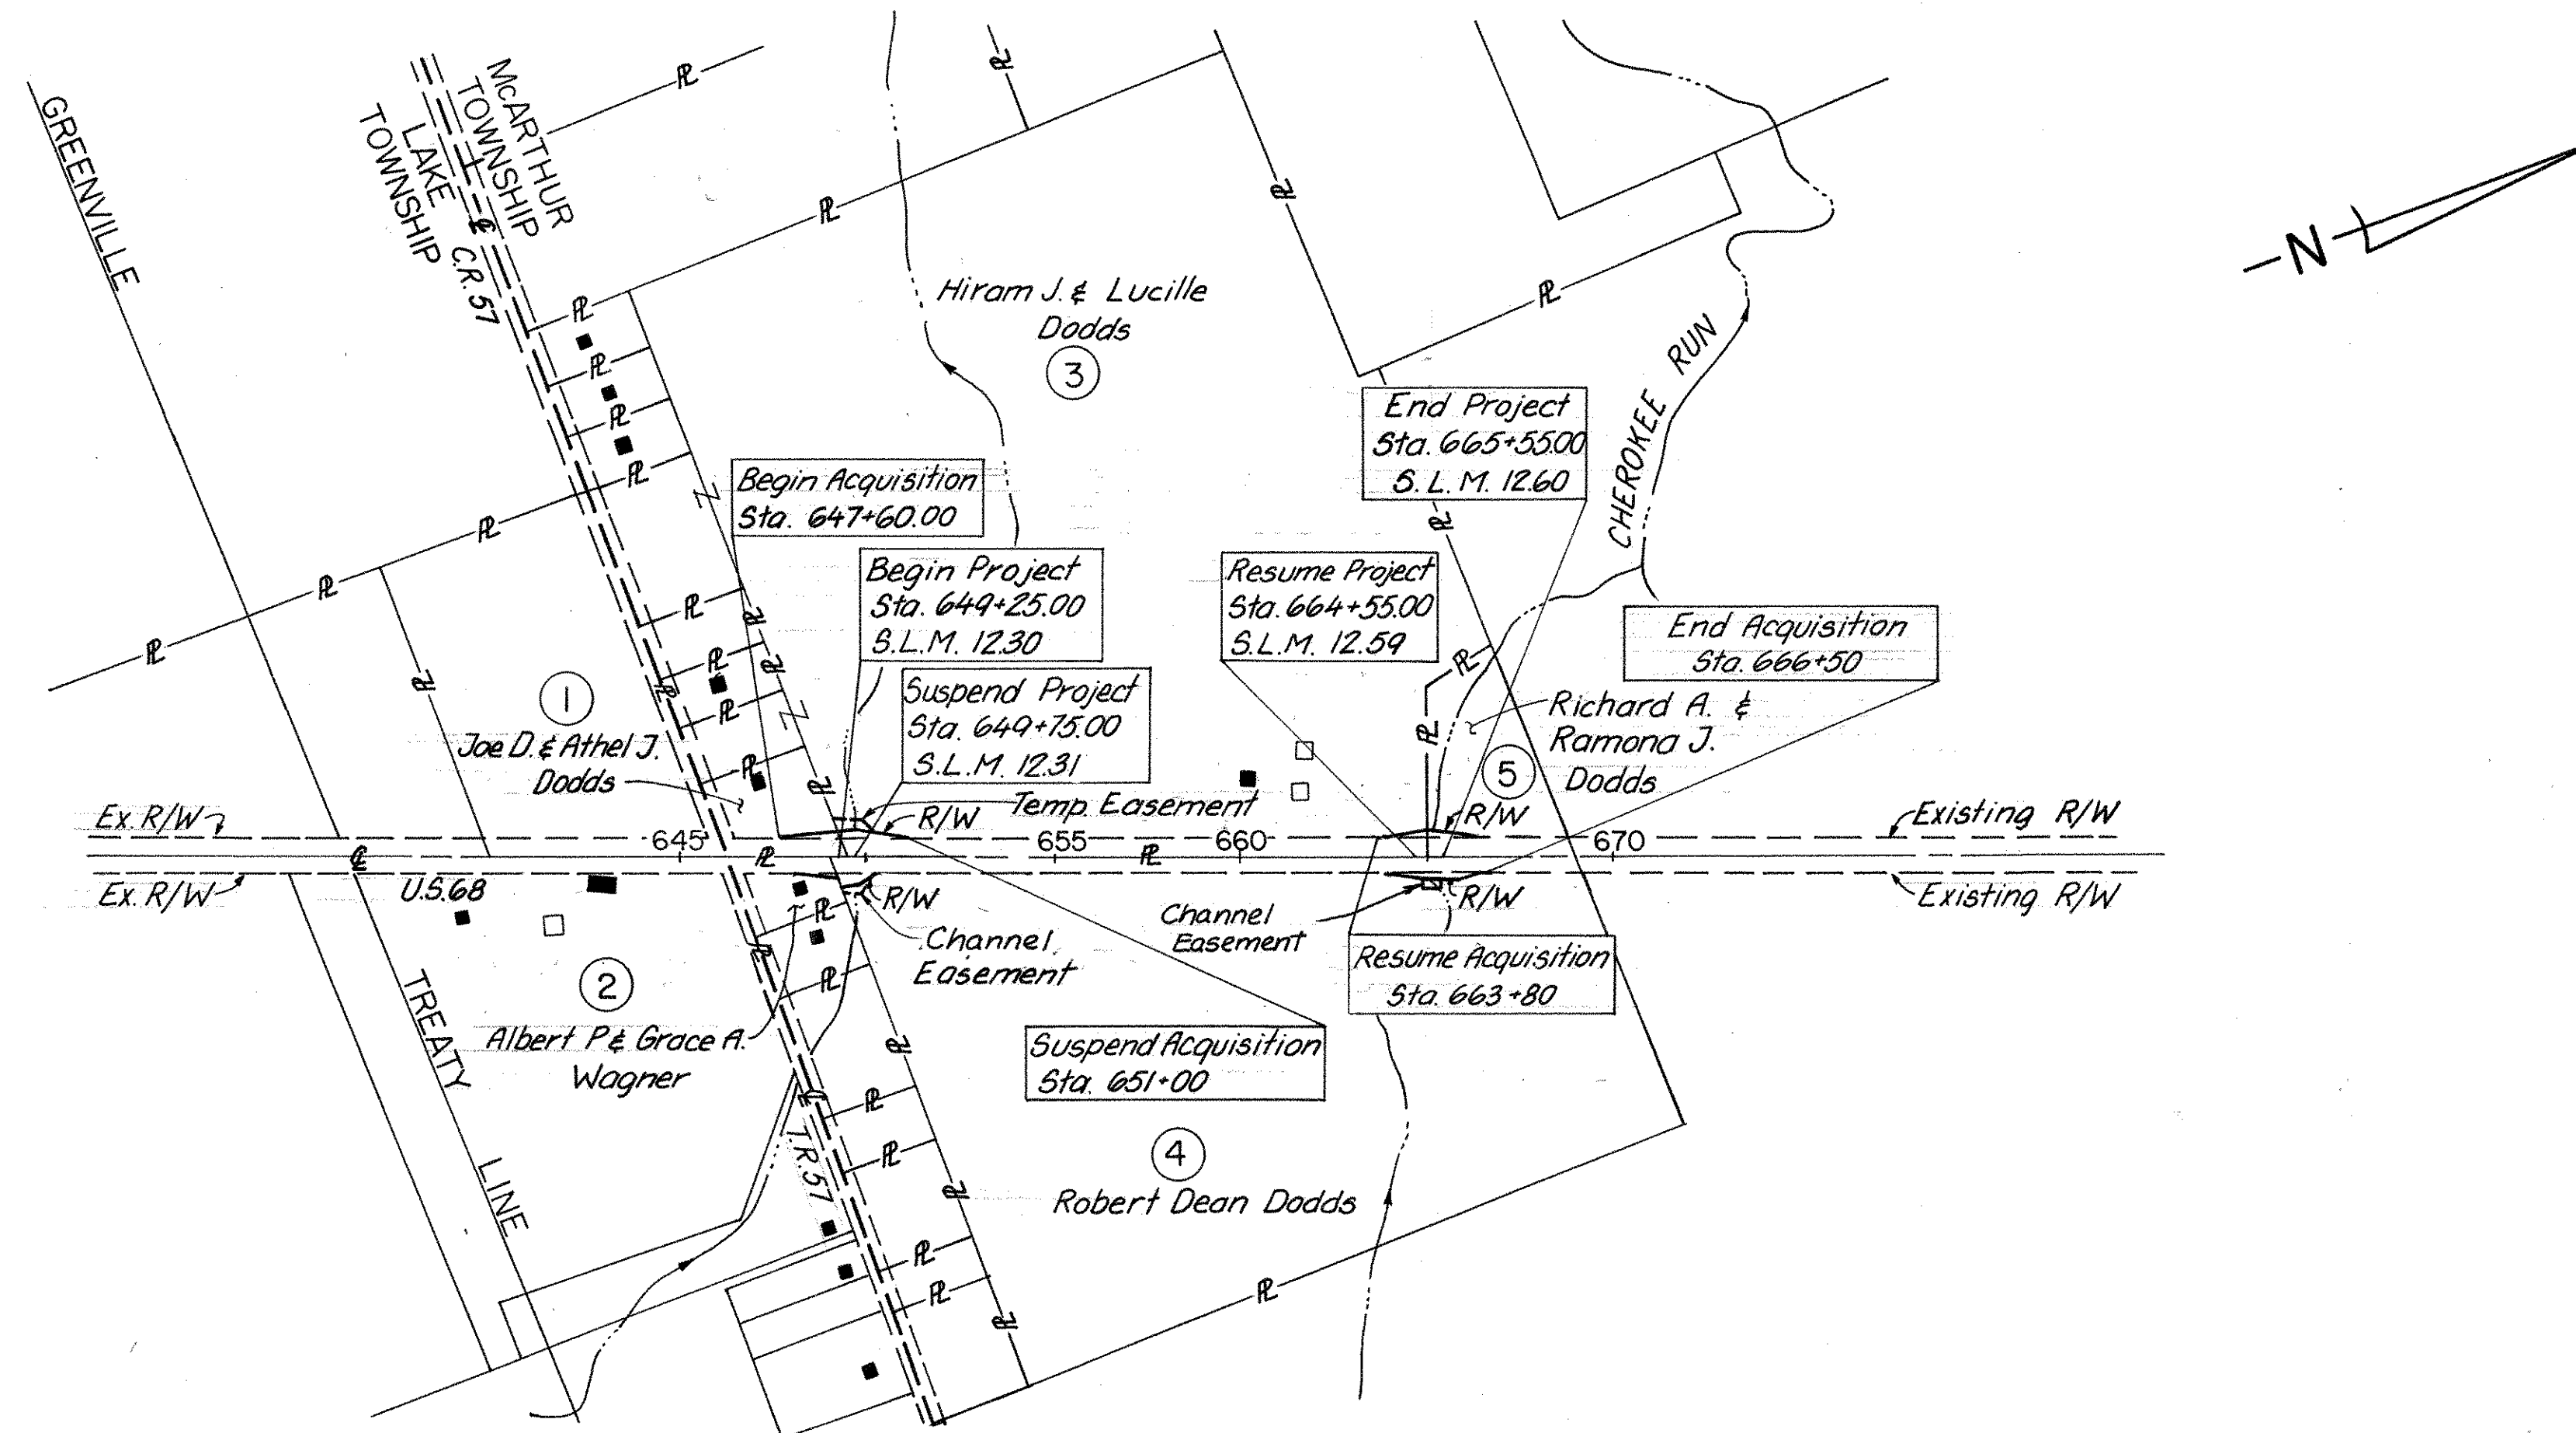 GREENVILLE
TREATY
LINE
McARTHUR
TOWNSHIP
LAKE
TOWNSHIP
℄
C.R. 57
℄
T.R. 57
N
Hiram J. & Lucille
Dodds
3
Begin Acquisition
Sta. 647+60.00
Begin Project
Sta. 649+25.00
S.L.M. 12.30
Suspend Project
Sta. 649+75.00
S.L.M. 12.31
Resume Project
Sta. 664+55.00
S.L.M. 12.59
End Project
Sta. 665+55.00
S. L. M. 12.60
CHEROKEE RUN
End Acquisition
Sta. 666+50
Richard A. &
Ramona J.
Dodds
5
1
Joe D. & Athel J.
Dodds
Temp. Easement
Ex. R/W
R/W
R/W
Existing R/W
645
655
660
670
℄
U.S.68
Ex. R/W
R/W
R/W
Existing R/W
Channel
Easement
Channel
Easement
2
Albert P & Grace A.
Wagner
Resume Acquisition
Sta. 663+80
Suspend Acquisition
Sta. 651+00
4
Robert Dean Dodds